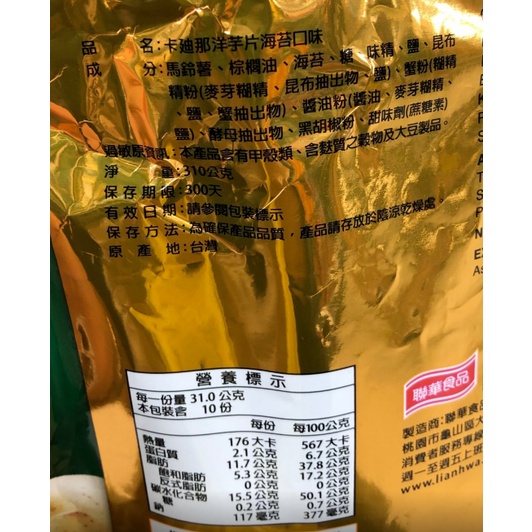 品名:卡迪那洋芋片海苔口味
成分:馬鈴薯、棕櫚油、海苔、糖、味精、鹽、昆布
精粉(麥芽糊精、昆布抽出物、鹽)、蟹粉(糊精
、鹽、蟹抽出物)、醬油粉(醬油、麥芽糊精、
鹽)、酵母抽出物、黑胡椒粉、甜味劑(蔗糖素)
過敏原資訊:本產品含有甲殼類、含麩質之穀物及大豆製品。
淨量:310公克
保存期限:300天
有效日期:請參閱包裝標示
保存方法:為確保產品品質,產品請存放於陰涼乾燥處。
原產地:台灣
營養標示
每一份量 31.0 公克
本包裝含 10 份
每份 每100公克
熱量 176 大卡 567 大卡
蛋白質 2.1 公克 6.7 公克
脂肪 11.7 公克 37.8 公克
飽和脂肪 5.3 公克 17.2 公克
反式脂肪 0 公克 0 公克
碳水化合物 15.5 公克 50.1 公克
糖 0.2 公克 0.7 公克
鈉 117 毫克 377 毫克
聯華食品
製造商:聯華食品
桃園市龜山區大
消費者服務專線
週一至週五上班
www.lianhwa.